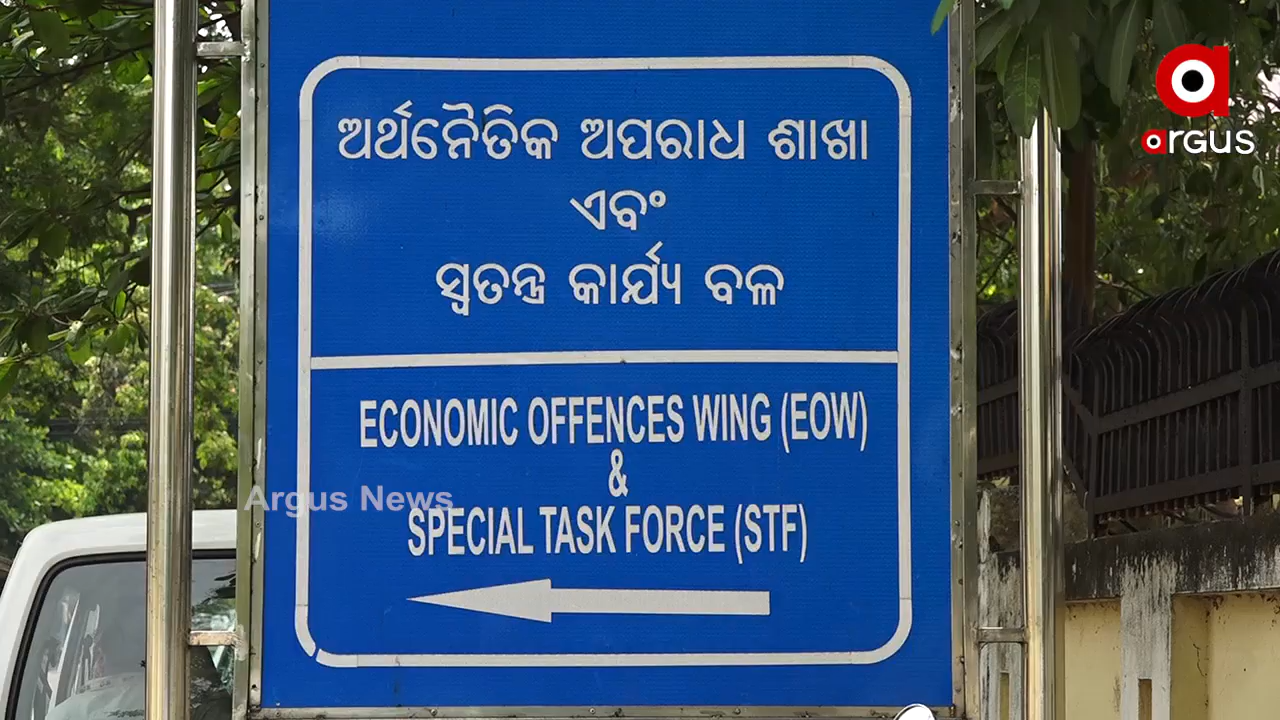 ଅର୍ଥନୈତିକ ଅପରାଧ ଶାଖା
ଏବଂ
ସ୍ୱତନ୍ତ୍ର କାର୍ଯ୍ୟ ବଳ
ECONOMIC OFFENCES WING (EOW)
&
SPECIAL TASK FORCE (STF)
Argus News
argus